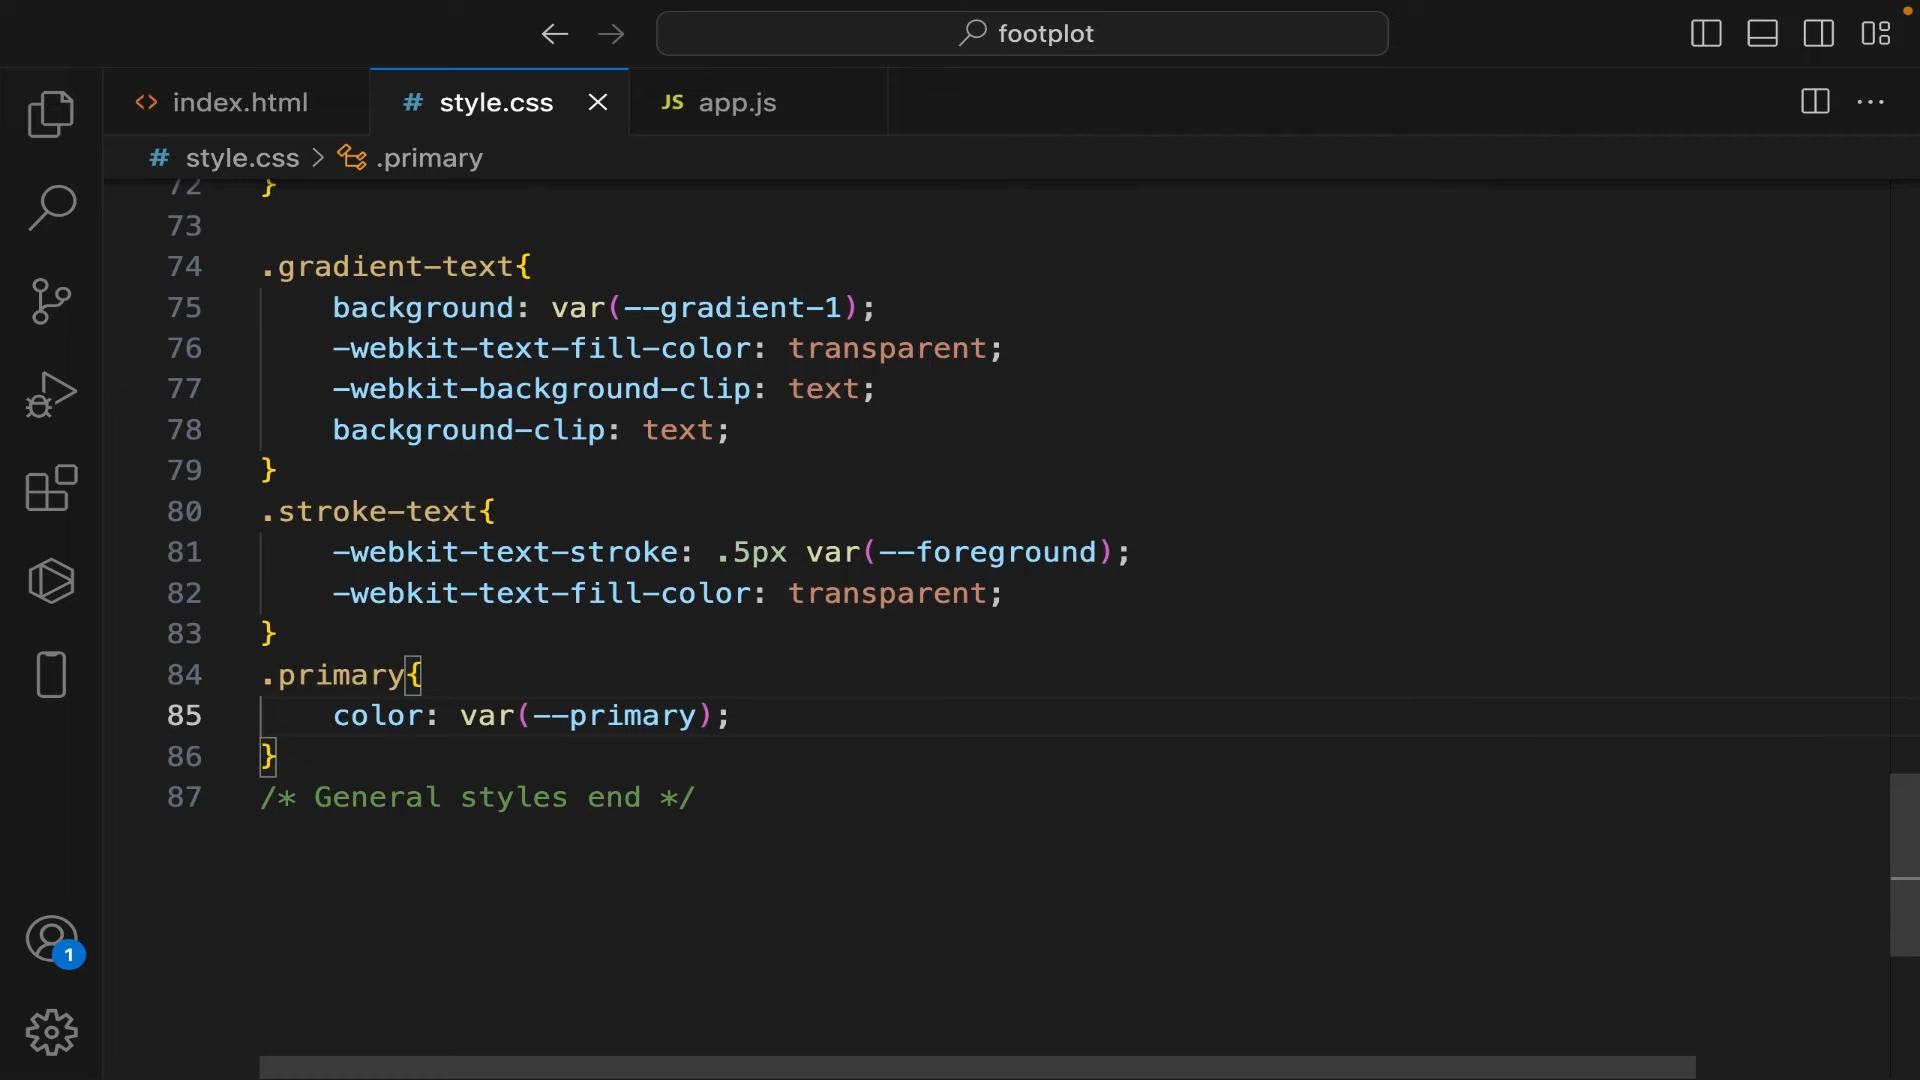 footplot
<> index.html
# style.css
JS app.js
# style.css > .primary
72 }
73
74 .gradient-text{
75 background: var(--gradient-1);
76 -webkit-text-fill-color: transparent;
77 -webkit-background-clip: text;
78 background-clip: text;
79 }
80 .stroke-text{
81 -webkit-text-stroke: .5px var(--foreground);
82 -webkit-text-fill-color: transparent;
83 }
84 .primary{
85 color: var(--primary);
86 }
87 /* General styles end */
1